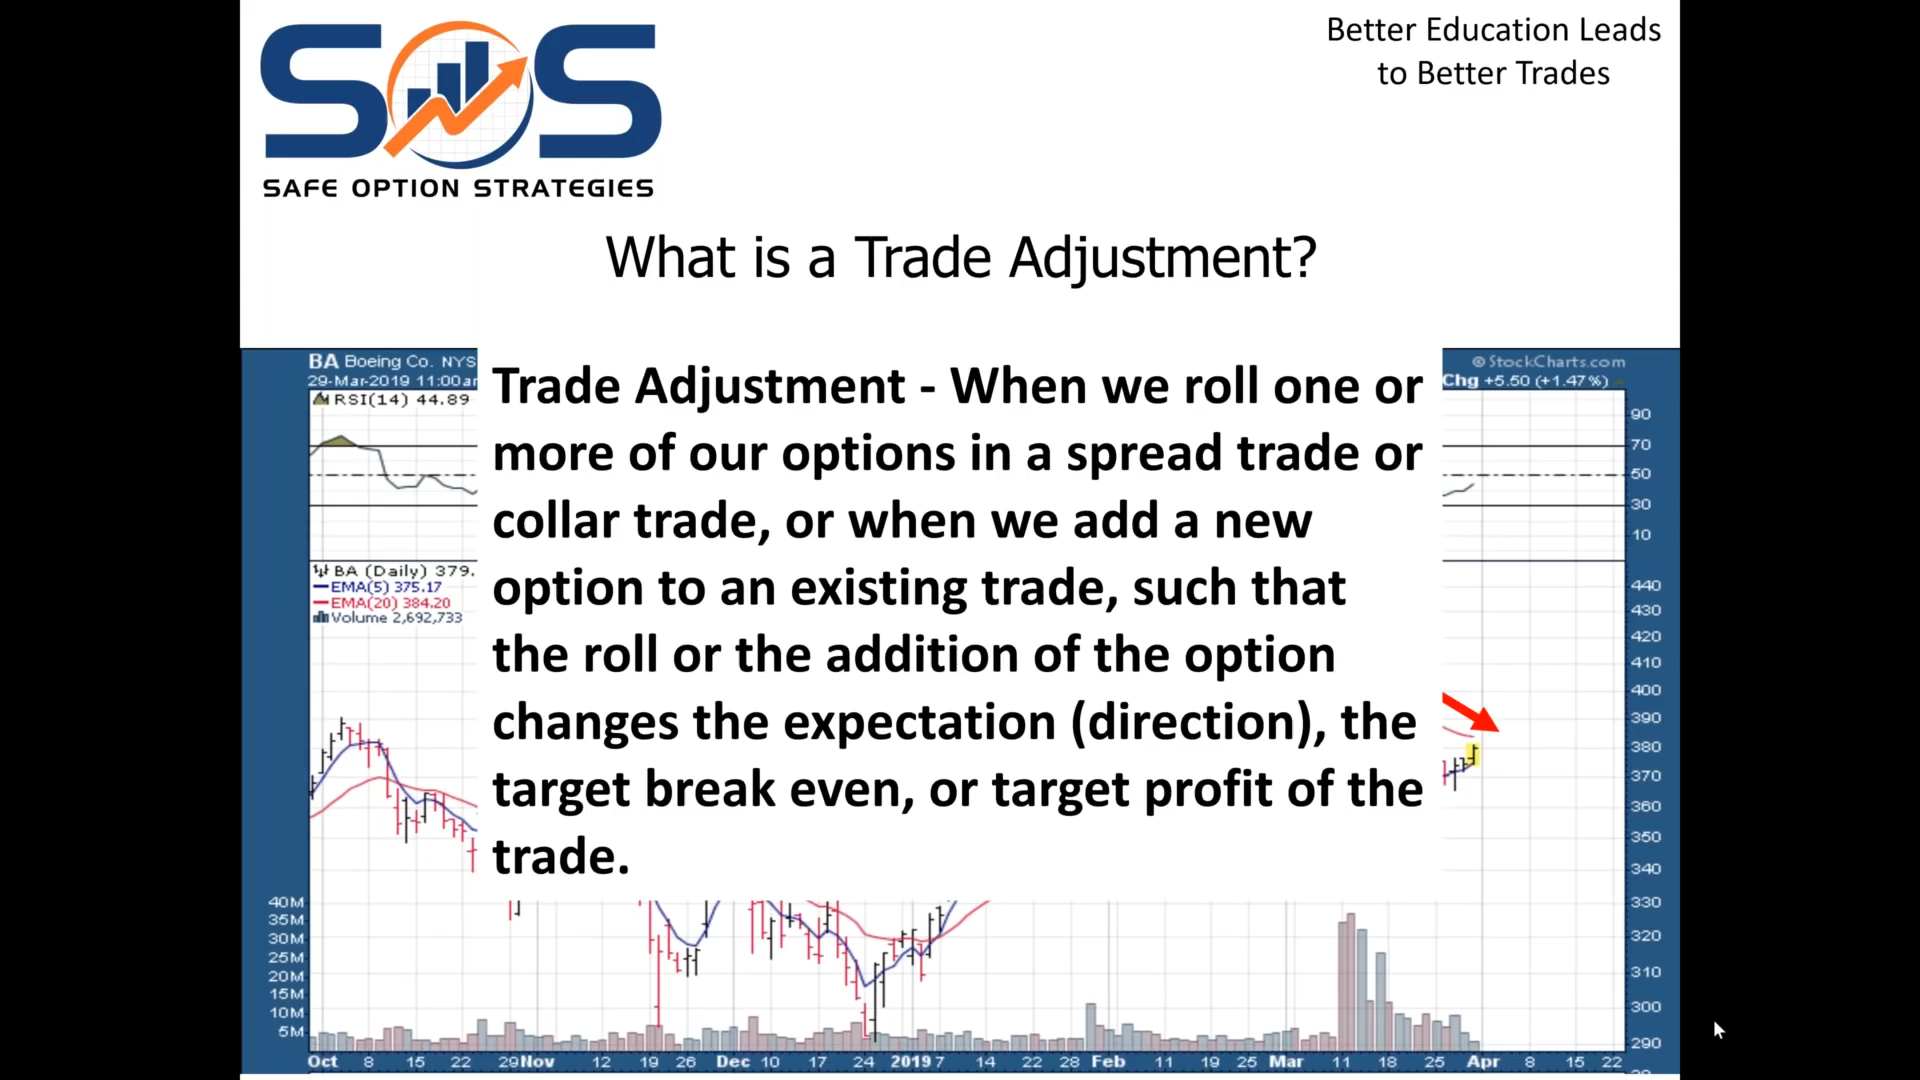 SOS
SAFE OPTION STRATEGIES
Better Education Leads
to Better Trades
What is a Trade Adjustment?
BA Boeing Co. NYS
29-Mar-2019 11:00a
© StockCharts.com
Chg +5.50 (+1.47%)
RSI(14) 44.89
90
70
50
30
10
Trade Adjustment - When we roll one or
more of our options in a spread trade or
collar trade, or when we add a new
option to an existing trade, such that
the roll or the addition of the option
changes the expectation (direction), the
target break even, or target profit of the
trade.
BA (Daily) 379.
EMA(5) 375.17
EMA(20) 384.20
Volume 2,692,733
440
430
420
410
400
390
380
370
360
350
340
330
320
310
300
290
40M
35M
30M
25M
20M
15M
10M
5M
Oct 8 15 22 29 Nov 12 19 26 Dec 10 17 24 2019 7 14 22 28 Feb 11 19 25 Mar 11 18 25 Apr 8 15 22